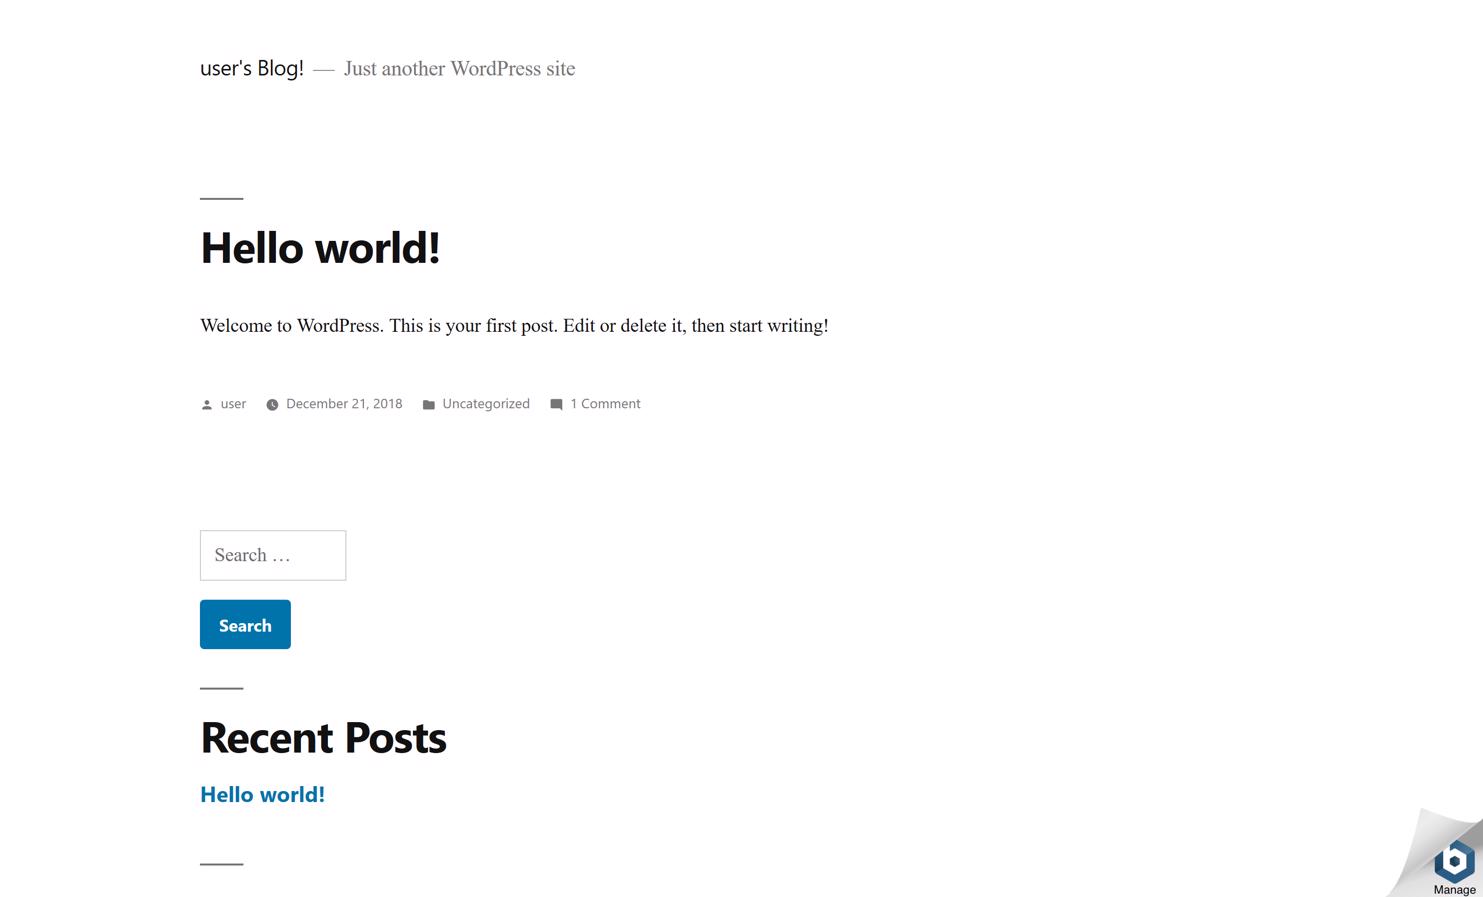 user's Blog! — Just another WordPress site
Hello world!
Welcome to WordPress. This is your first post. Edit or delete it, then start writing!
user December 21, 2018 Uncategorized 1 Comment
Search …
Search
Recent Posts
Hello world!
Manage